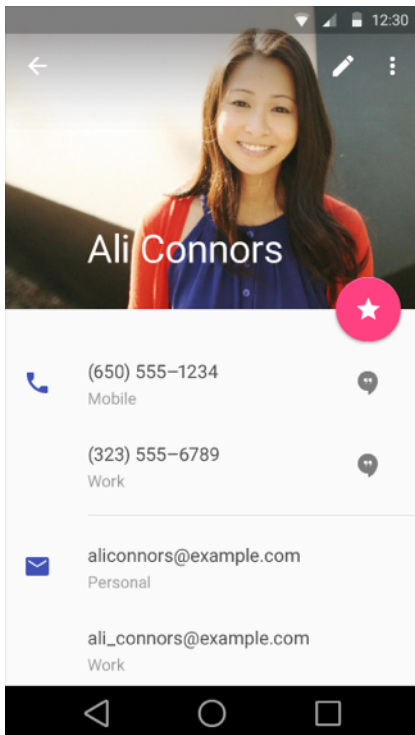 12:30
Ali Connors
(650) 555–1234
Mobile
(323) 555–6789
Work
aliconnors@example.com
Personal
ali_connors@example.com
Work